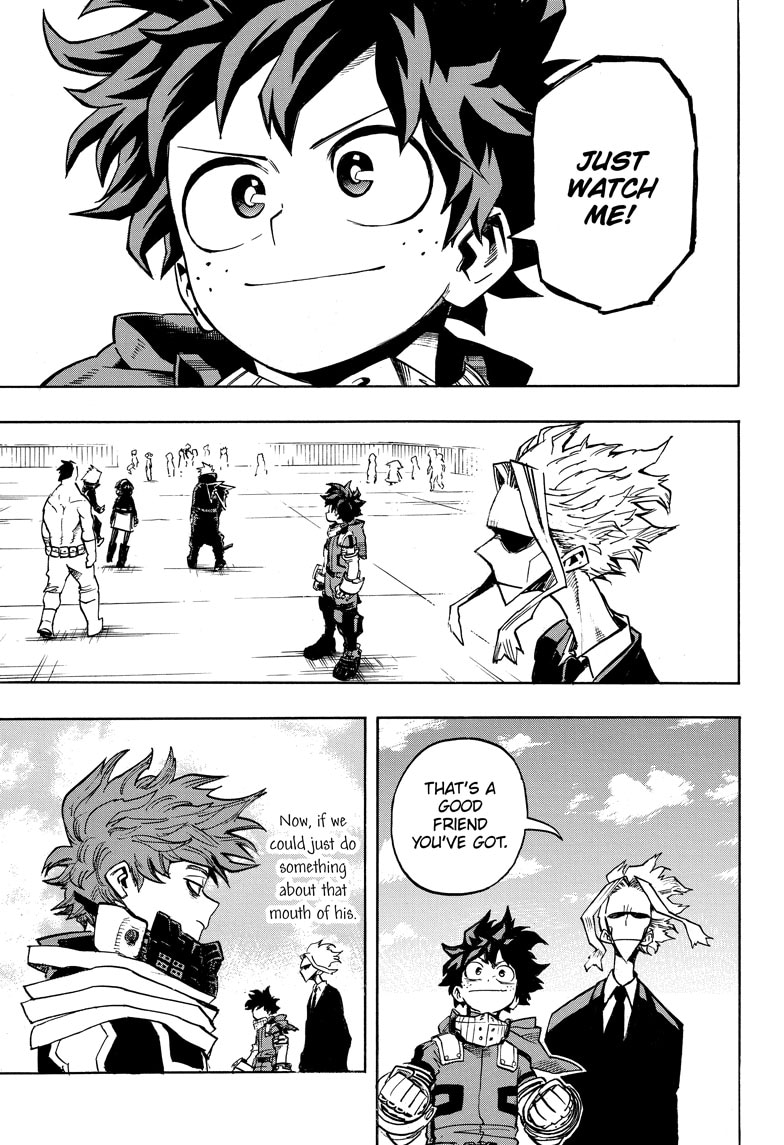 JUST
WATCH
ME!
THAT'S A
GOOD
FRIEND
YOU'VE GOT.
Now, if we
could just do
something
about that
mouth of his.